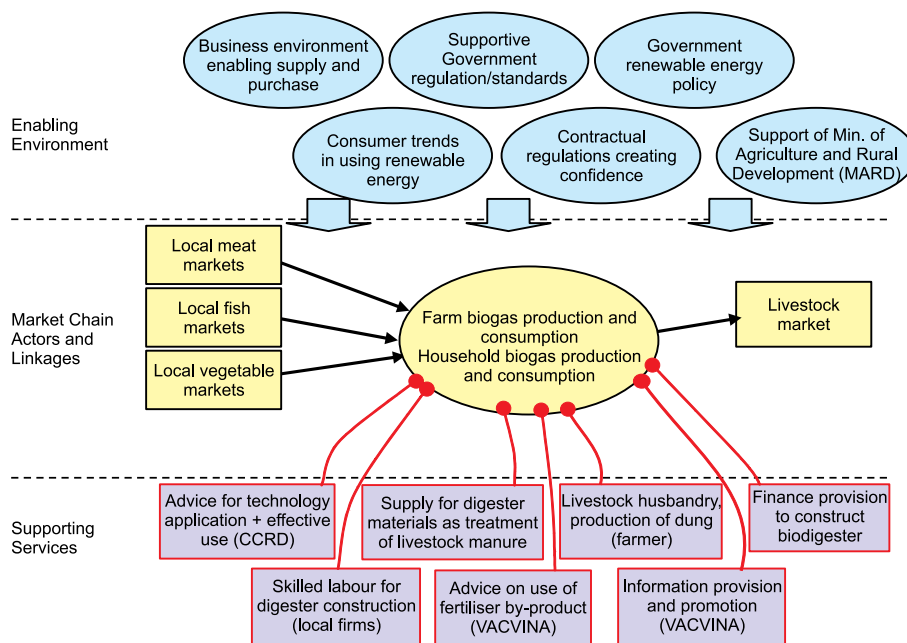 Business environment
enabling supply and
purchase
Supportive
Government
regulation/standards
Government
renewable energy
policy
Enabling
Environment
Consumer trends
in using renewable
energy
Contractual
regulations creating
confidence
Support of Min. of
Agriculture and Rural
Development (MARD)
Market Chain
Actors and
Linkages
Local meat
markets
Local fish
markets
Local vegetable
markets
Farm biogas production and
consumption
Household biogas production
and consumption
Livestock
market
Supporting
Services
Advice for technology
application + effective
use (CCRD)
Supply for digester
materials as treatment
of livestock manure
Livestock husbandry,
production of dung
(farmer)
Finance provision
to construct
biodigester
Skilled labour for
digester construction
(local firms)
Advice on use of
fertiliser by-product
(VACVINA)
Information provision
and promotion
(VACVINA)